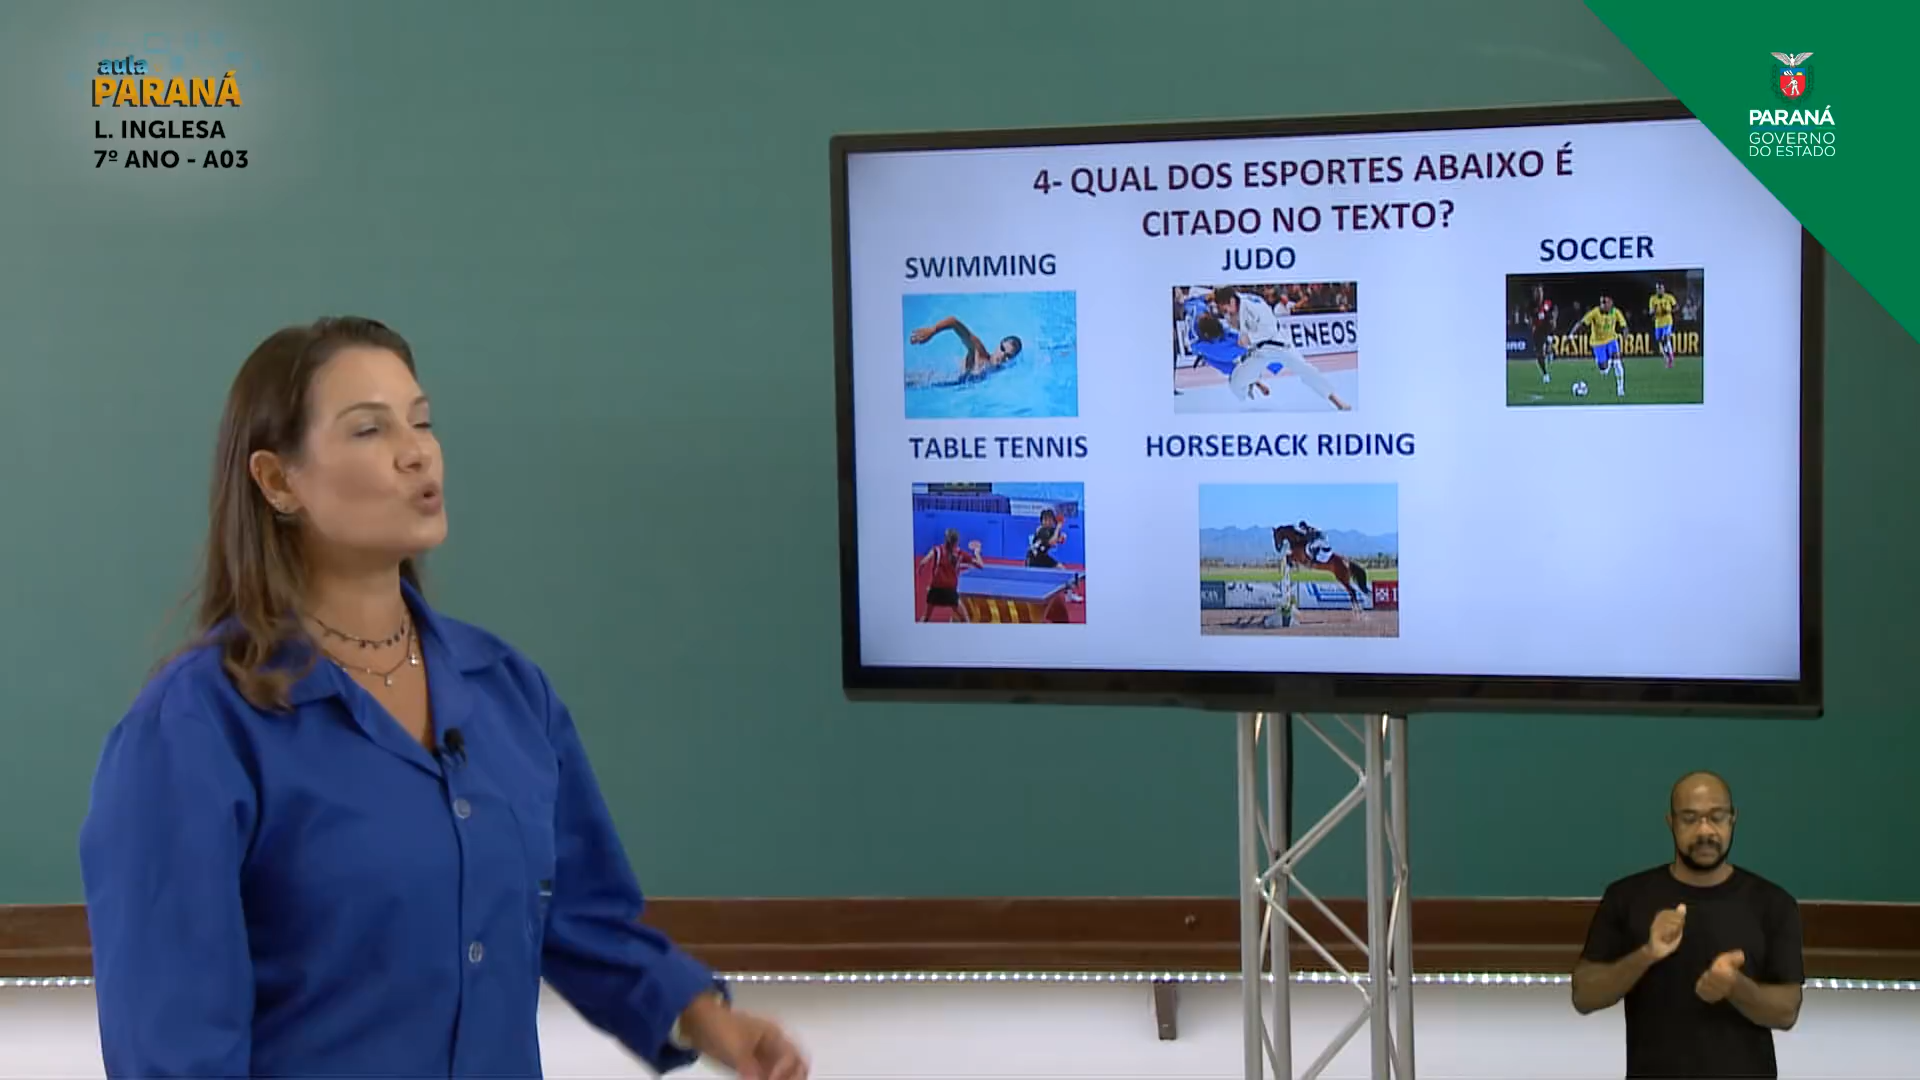 aula
PARANÁ
L. INGLESA
7º ANO - A03
PARANÁ
GOVERNO
DO ESTADO
4- QUAL DOS ESPORTES ABAIXO É
CITADO NO TEXTO?
SWIMMING
JUDO
SOCCER
ENEOS
TABLE TENNIS
HORSEBACK RIDING